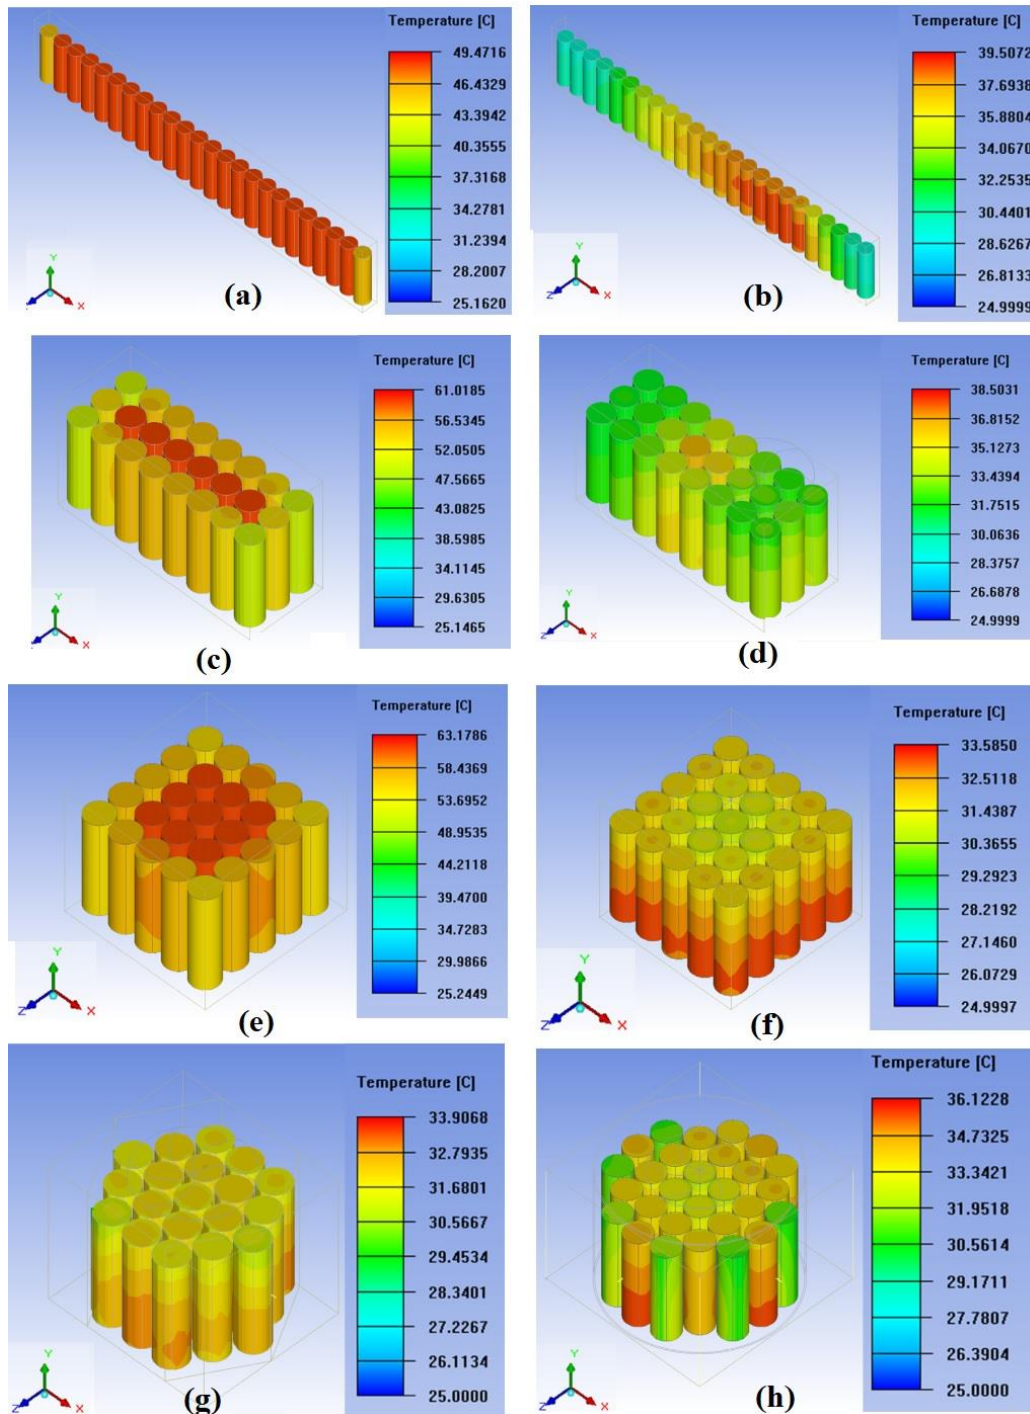 Temperature [C]
49.4716
46.4329
43.3942
40.3555
37.3168
34.2781
31.2394
28.2007
25.1620
Y
Z
X
(a)
Temperature [C]
39.5072
37.6938
35.8804
34.0670
32.2535
30.4401
28.6267
26.8133
24.9999
Y
Z
X
(b)
Temperature [C]
61.0185
56.5345
52.0505
47.5665
43.0825
38.5985
34.1145
29.6305
25.1465
Y
Z
X
(c)
Temperature [C]
38.5031
36.8152
35.1273
33.4394
31.7515
30.0636
28.3757
26.6878
24.9999
Y
Z
X
(d)
Temperature [C]
63.1786
58.4369
53.6952
48.9535
44.2118
39.4700
34.7283
29.9866
25.2449
Y
Z
X
(e)
Temperature [C]
33.5850
32.5118
31.4387
30.3655
29.2923
28.2192
27.1460
26.0729
24.9997
Y
Z
X
(f)
Temperature [C]
33.9068
32.7935
31.6801
30.5667
29.4534
28.3401
27.2267
26.1134
25.0000
Y
Z
X
(g)
Temperature [C]
36.1228
34.7325
33.3421
31.9518
30.5614
29.1711
27.7807
26.3904
25.0000
Y
Z
X
(h)